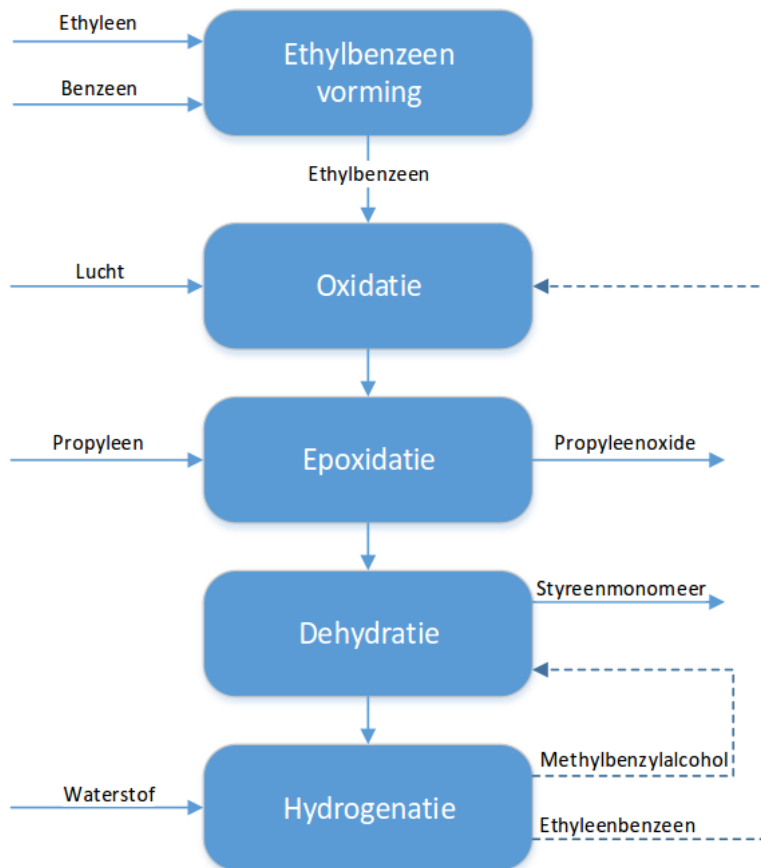 Ethyleen
Ethylbenzeen
vorming
Benzeen
Ethylbenzeen
Lucht
Oxidatie
Propyleen
Epoxidatie
Propyleenoxide
Styreenmonomeer
Dehydratie
Methylbenzylalcohol
Waterstof
Hydrogenatie
Ethyleenbenzeen